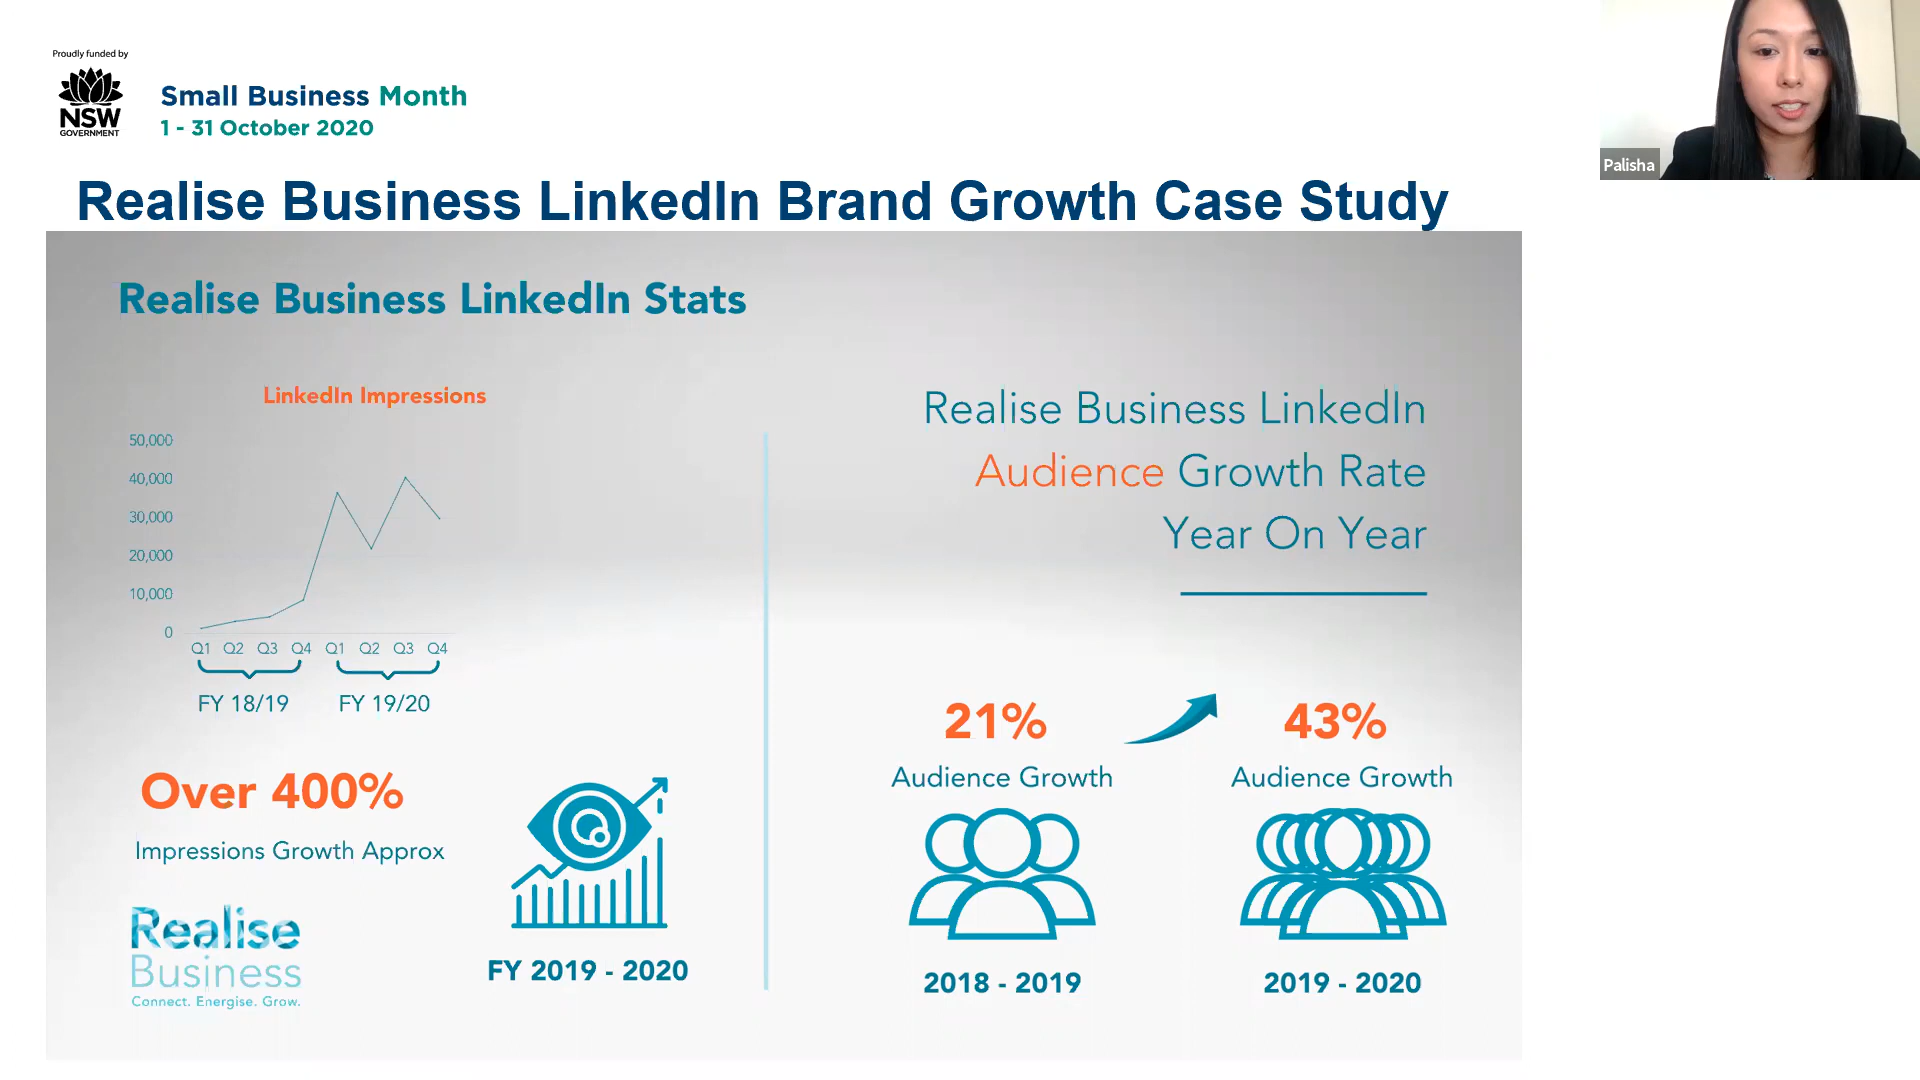 Proudly funded by
NSW
GOVERNMENT
Small Business Month
1 - 31 October 2020
Palisha
Realise Business LinkedIn Brand Growth Case Study
Realise Business LinkedIn Stats
LinkedIn Impressions
50,000
40,000
30,000
20,000
10,000
0
Q1 Q2 Q3 Q4 Q1 Q2 Q3 Q4
FY 18/19 FY 19/20
Over 400%
Impressions Growth Approx
Realise
Business
Connect. Energise. Grow.
FY 2019 - 2020
Realise Business LinkedIn
Audience Growth Rate
Year On Year
21% 43%
Audience Growth Audience Growth
2018 - 2019 2019 - 2020